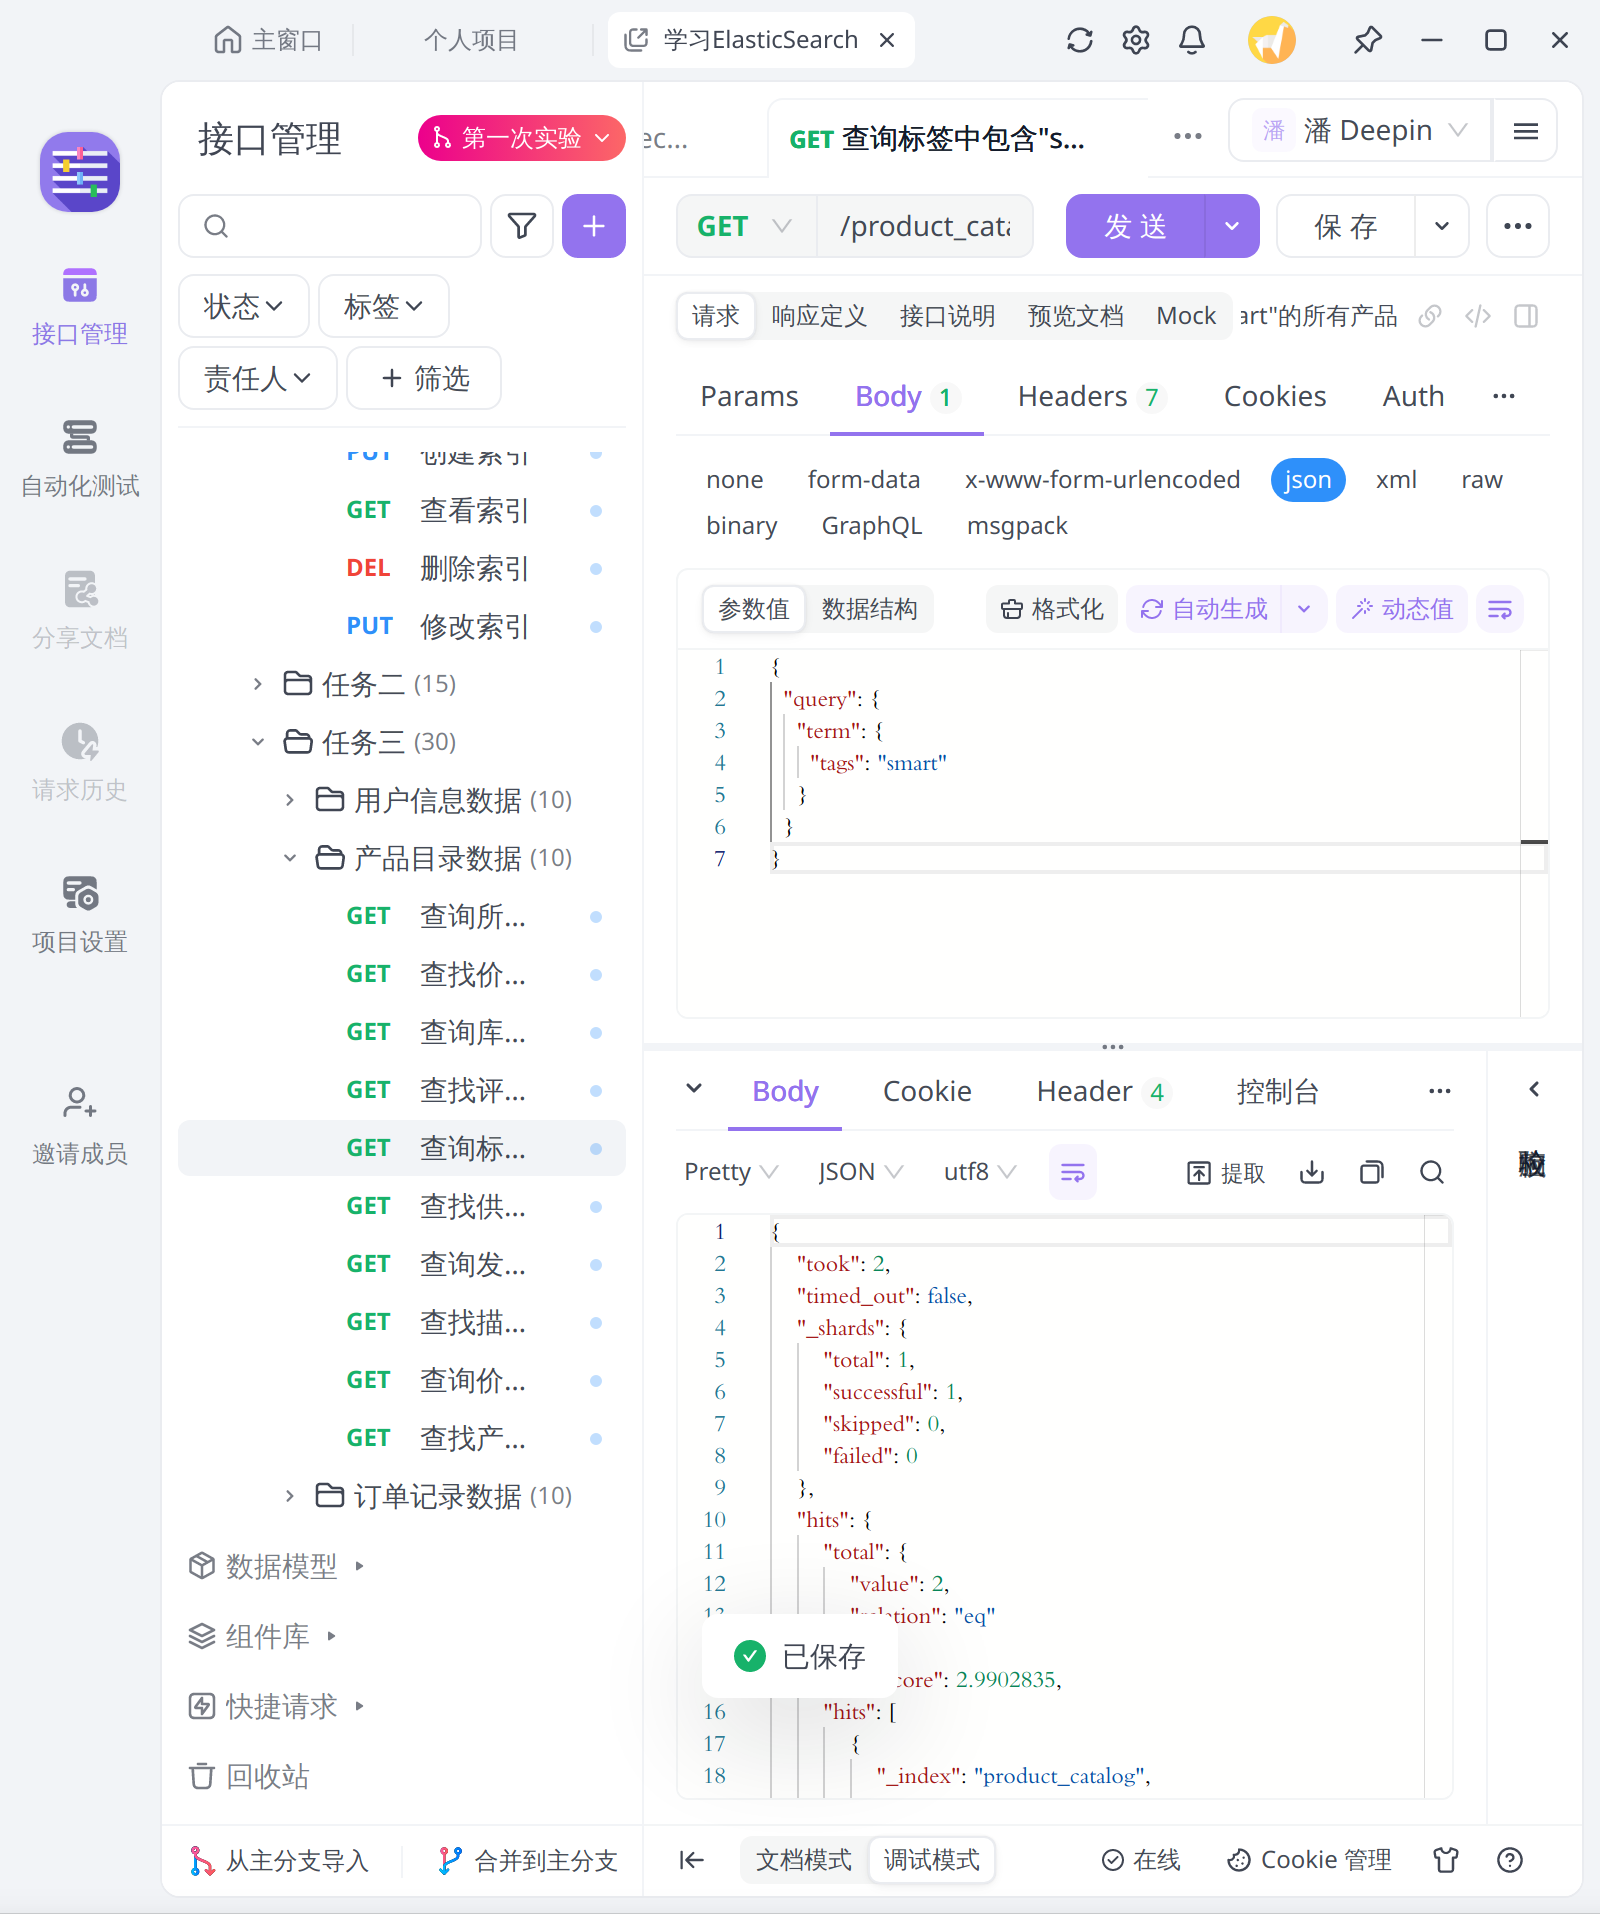 主窗口
个人项目
学习ElasticSearch
接口管理
自动化测试
分享文档
请求历史
项目设置
邀请成员
接口管理
第一次实验
状态
标签
责任人
筛选
PUT 创建索引
GET 查看索引
DEL 删除索引
PUT 修改索引
任务二 (15)
任务三 (30)
用户信息数据 (10)
产品目录数据 (10)
GET 查询所...
GET 查找价...
GET 查询库...
GET 查找评...
GET 查询标...
GET 查找供...
GET 查询发...
GET 查找描...
GET 查询价...
GET 查找产...
订单记录数据 (10)
数据模型
组件库
快捷请求
回收站
从主分支导入
合并到主分支
ec...
GET 查询标签中包含"s...
潘 潘 Deepin
GET
/product_cata
发 送
保 存
请求 响应定义 接口说明 预览文档 Mock
art"的所有产品
Params Body 1 Headers 7 Cookies Auth
none form-data x-www-form-urlencoded json xml raw
binary GraphQL msgpack
参数值 数据结构 格式化 自动生成 动态值
1 {
2 "query": {
3 "term": {
4 "tags": "smart"
5 }
6 }
7 }
Body Cookie Header 4 控制台
Pretty JSON utf8 提取
1 {
2 "took": 2,
3 "timed_out": false,
4 "_shards": {
5 "total": 1,
6 "successful": 1,
7 "skipped": 0,
8 "failed": 0
9 },
10 "hits": {
11 "total": {
12 "value": 2,
13 "relation": "eq"
已保存
core": 2.9902835,
16 "hits": [
17 {
18 "_index": "product_catalog",
文档模式 调试模式
在线
Cookie 管理